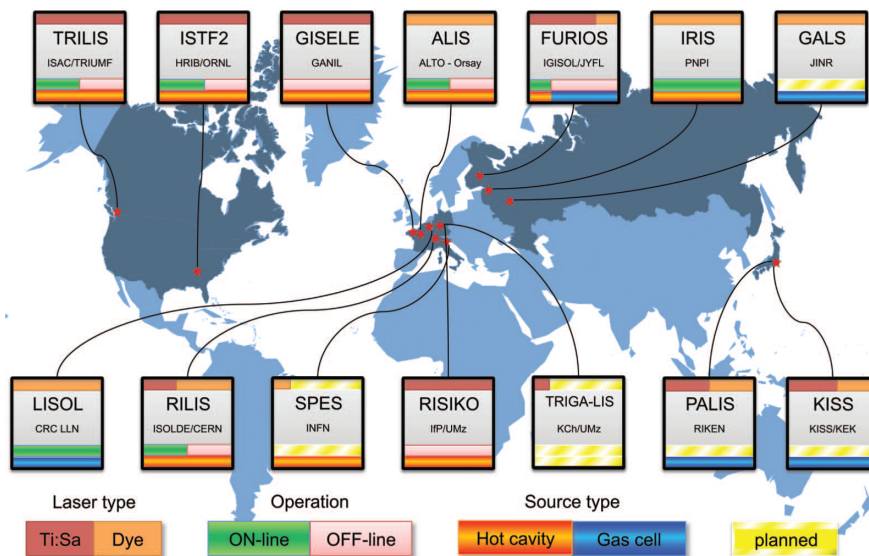 TRILIS ISTF2 GISELE ALIS FURIOS IRIS GALS
ISAC/TRIUMF HRIB/ORNL GANIL ALTO - Orsay IGISOL/JYFL PNPI JINR
LISOL RILIS SPES RISIKO TRIGA-LIS PALIS KISS
CRC LLN ISOLDE/CERN INFN IfP/UMz KCh/UMz RIKEN KISS/KEK
Laser type Operation Source type
Ti:Sa Dye ON-line OFF-line Hot cavity Gas cell planned